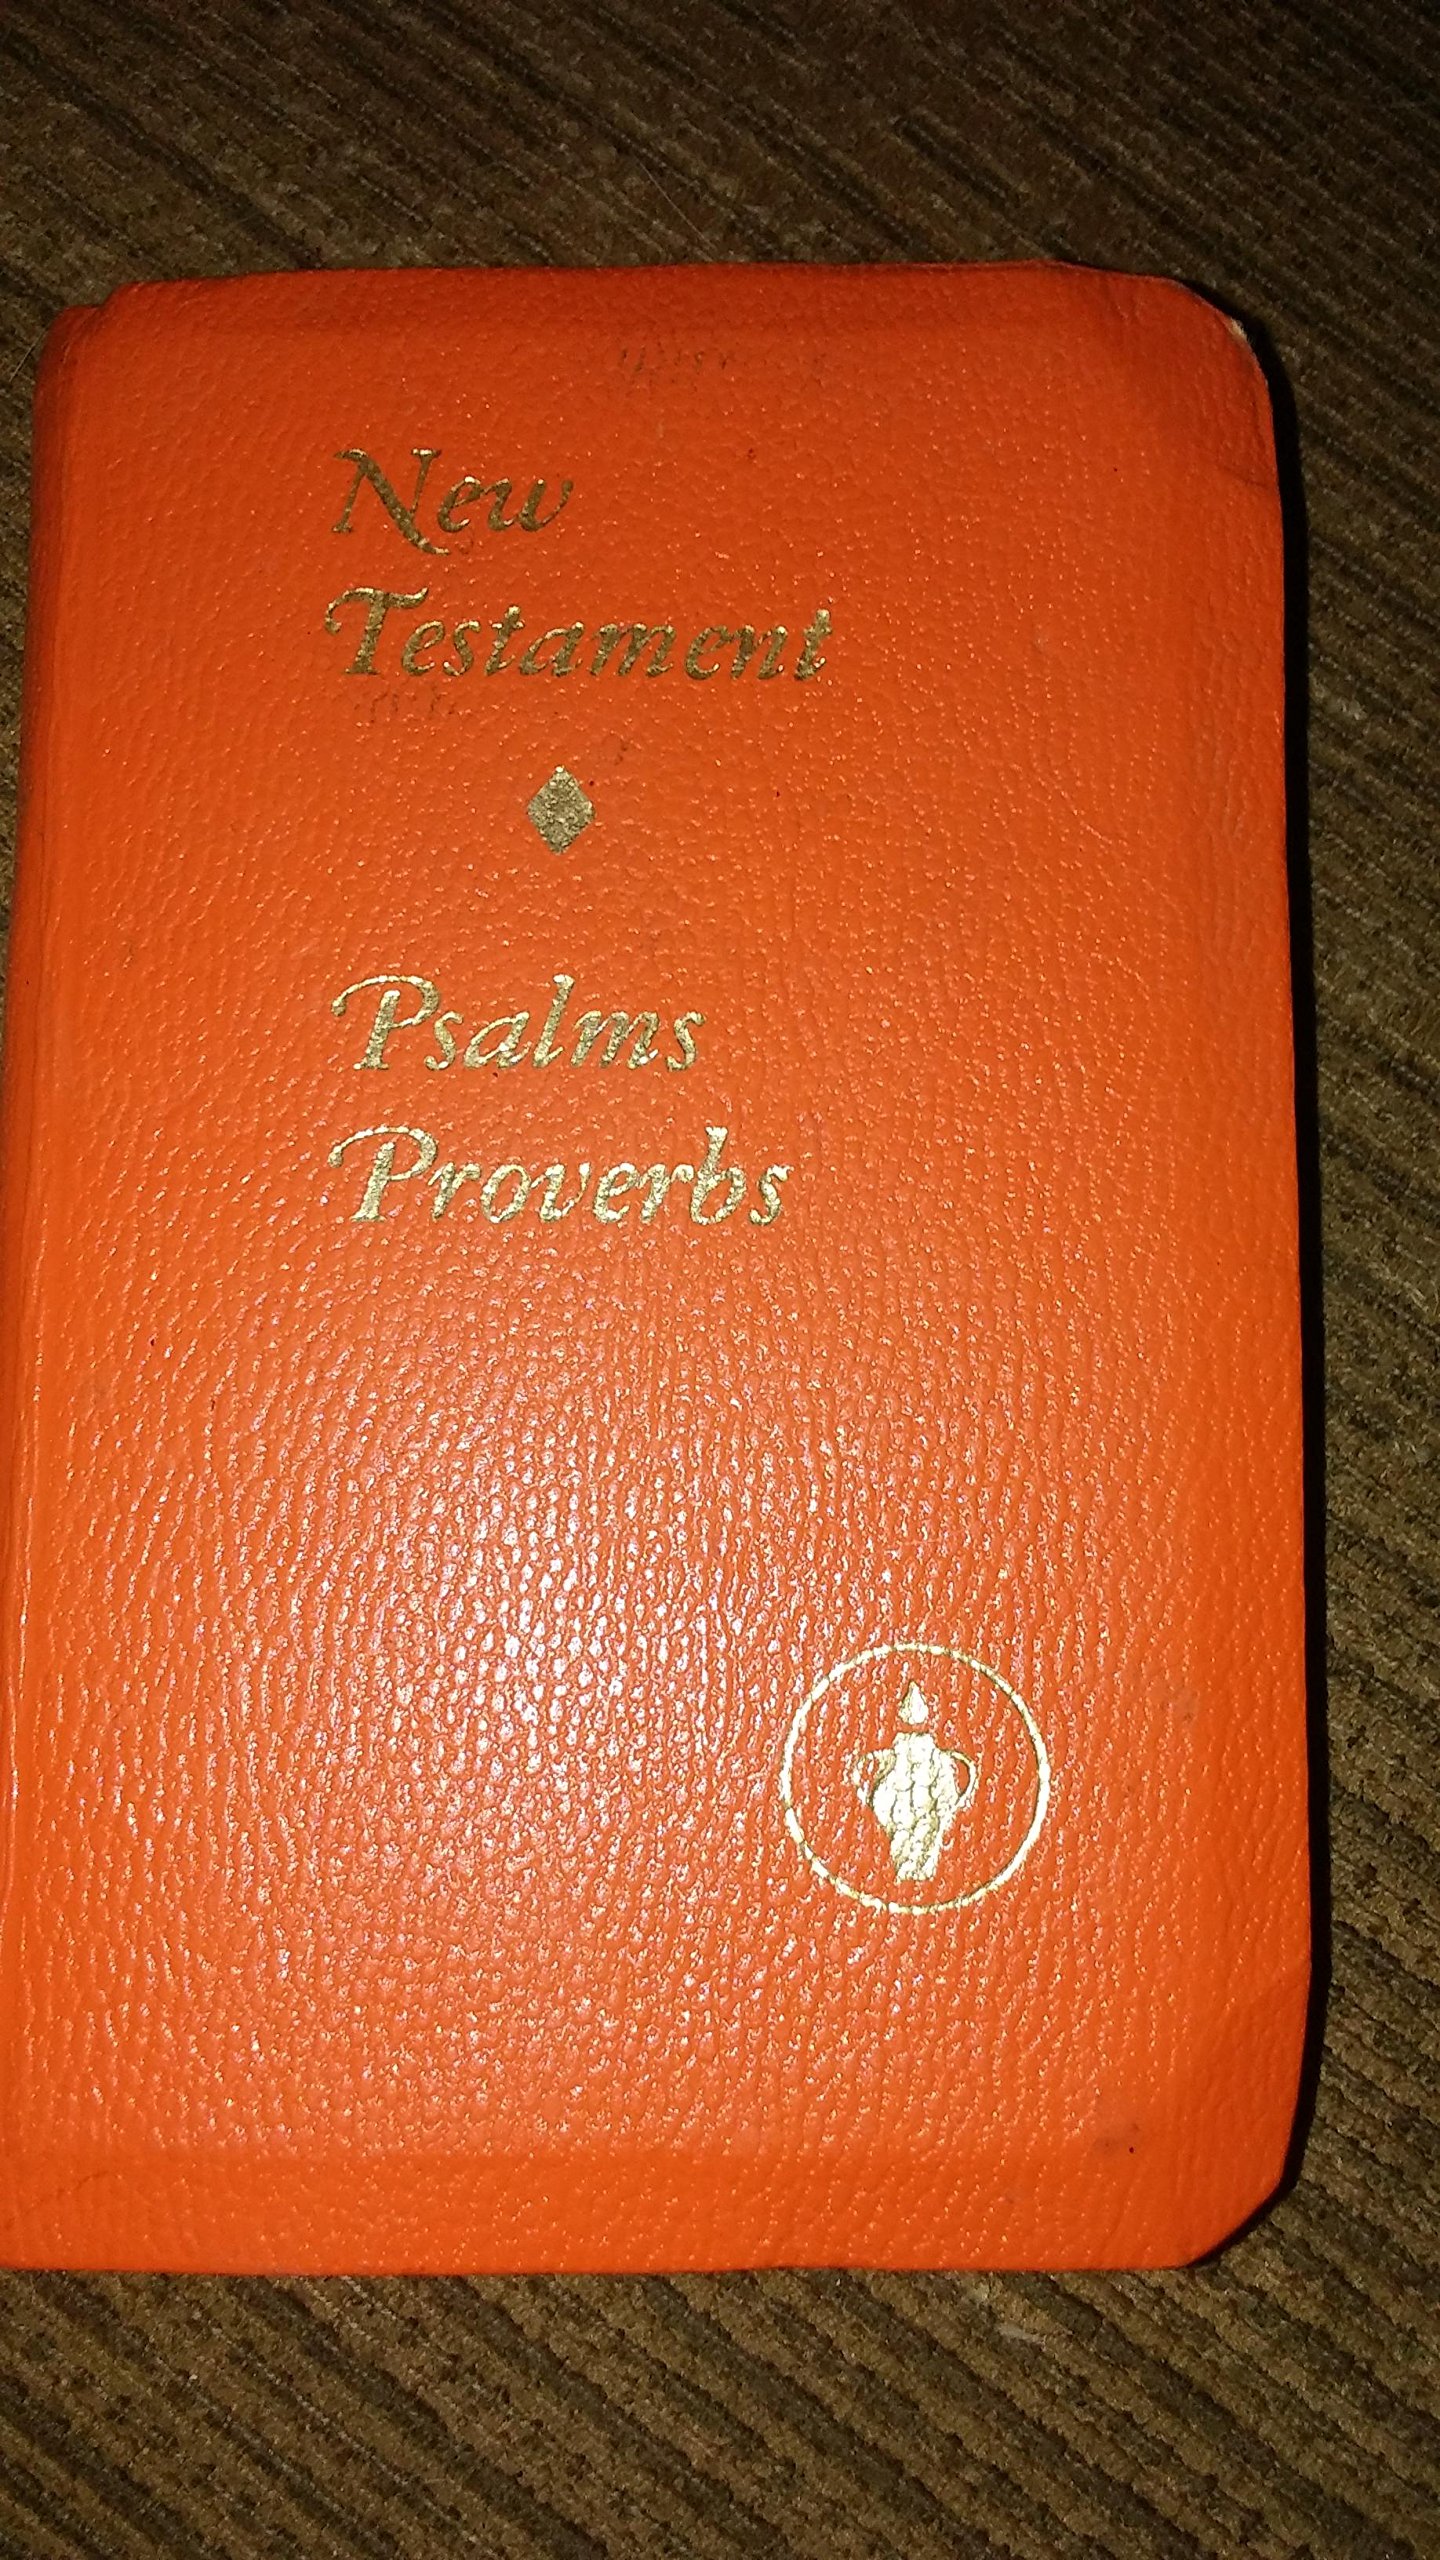 New
Testament
Psalms
Proverbs